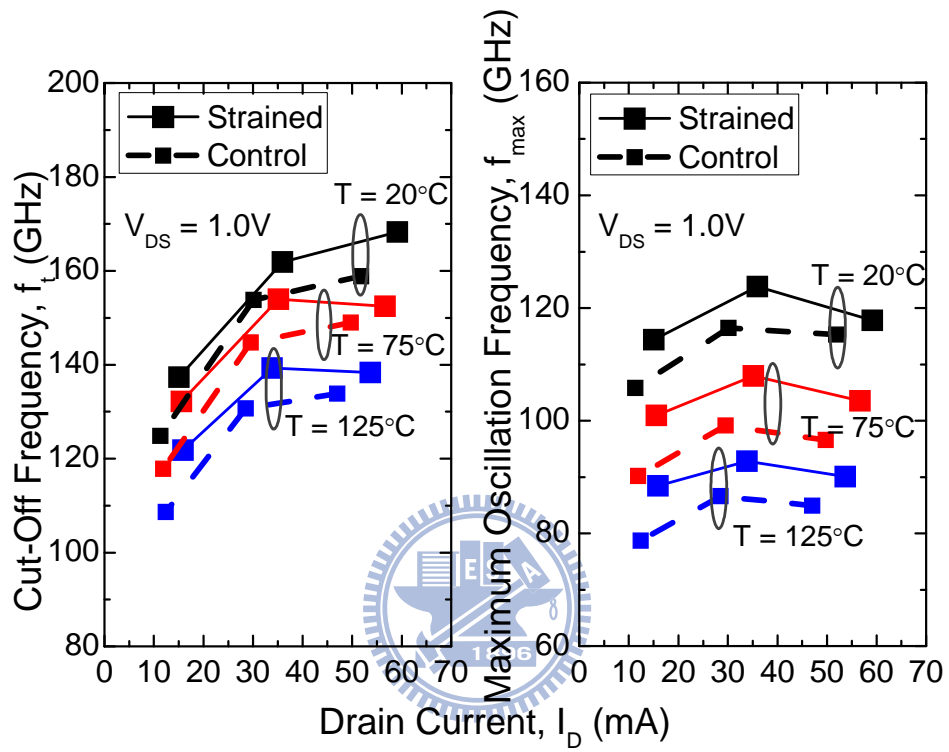 Cut-Off Frequency, f_t (GHz)
200
180
160
140
120
100
80
0 10 20 30 40 50 60 70
Strained
Control
T = 20°C
V_DS = 1.0V
T = 75°C
T = 125°C
Maximum Oscillation Frequency, f_max (GHz)
160
140
120
100
80
60
0 10 20 30 40 50 60 70
Strained
Control
V_DS = 1.0V
T = 20°C
T = 75°C
T = 125°C
E S A
1896
Drain Current, I_D (mA)